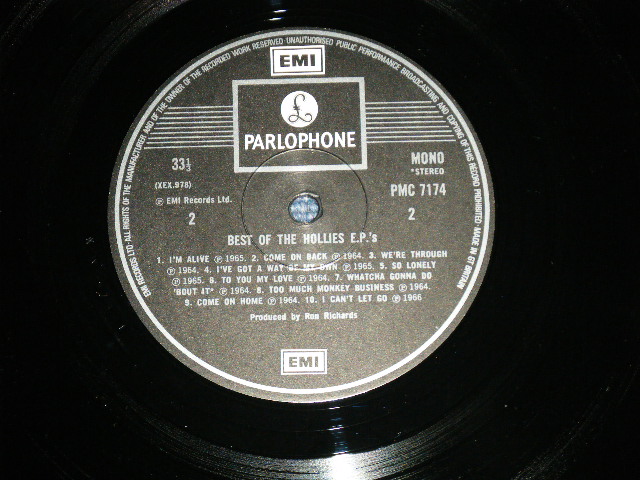 EMI RECORDS LTD·ALL RIGHTS OF THE MANUFACTURER AND OF THE OWNER OF THE RECORDED WORK RESERVED·UNAUTHORISED PUBLIC PERFORMANCE BROADCASTING AND COPYING OF THIS RECORD PROHIBITED·MADE IN GT BRITAIN
EMI
£
PARLOPHONE
33⅓
MONO
*STEREO
(XEX.978)
PMC 7174
℗ EMI Records Ltd.
2
2
BEST OF THE HOLLIES E.P.'s
1. I'M ALIVE ℗ 1965. 2. COME ON BACK ℗ 1964. 3. WE'RE THROUGH
℗ 1964. 4. I'VE GOT A WAY OF MY OWN ℗ 1965. 5. SO LONELY
℗ 1965. 6. TO YOU MY LOVE ℗ 1964. 7. WHATCHA GONNA DO
'BOUT IT* ℗ 1964. 8. TOO MUCH MONKEY BUSINESS ℗ 1964.
9. COME ON HOME ℗ 1964. 10. I CAN'T LET GO ℗ 1966
Produced by Ron Richards
EMI